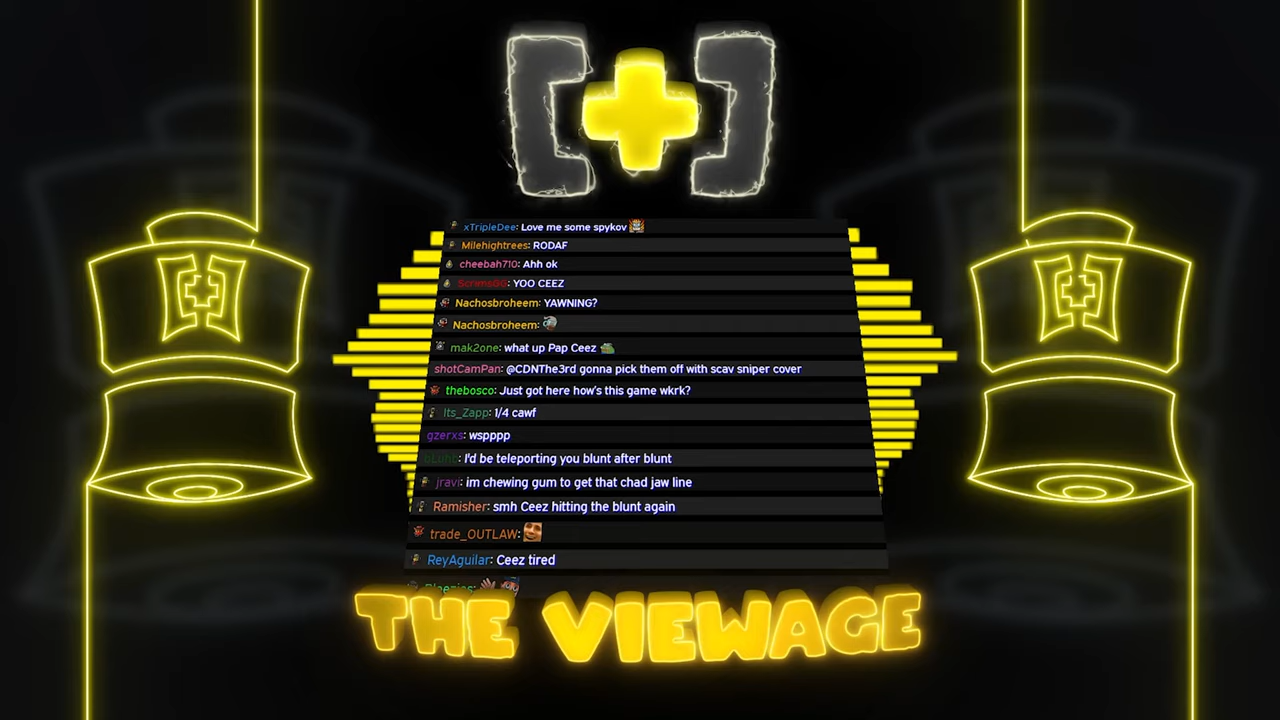 xTripleDee: Love me some spykov
Milehightrees: RODAF
cheebah710: Ahh ok
ScrimsGG: YOO CEEZ
Nachosbroheem: YAWNING?
Nachosbroheem:
mak2one: what up Pap Ceez
shotCamPan: @CDNThe3rd gonna pick them off with scav sniper cover
thebosco: Just got here how's this game wkrk?
Its_Zapp: 1/4 cawf
gzerxs: wspppp
I'd be teleporting you blunt after blunt
jravi: im chewing gum to get that chad jaw line
Ramisher: smh Ceez hitting the blunt again
trade_OUTLAW:
ReyAguilar: Ceez tired
THE VIEWAGE